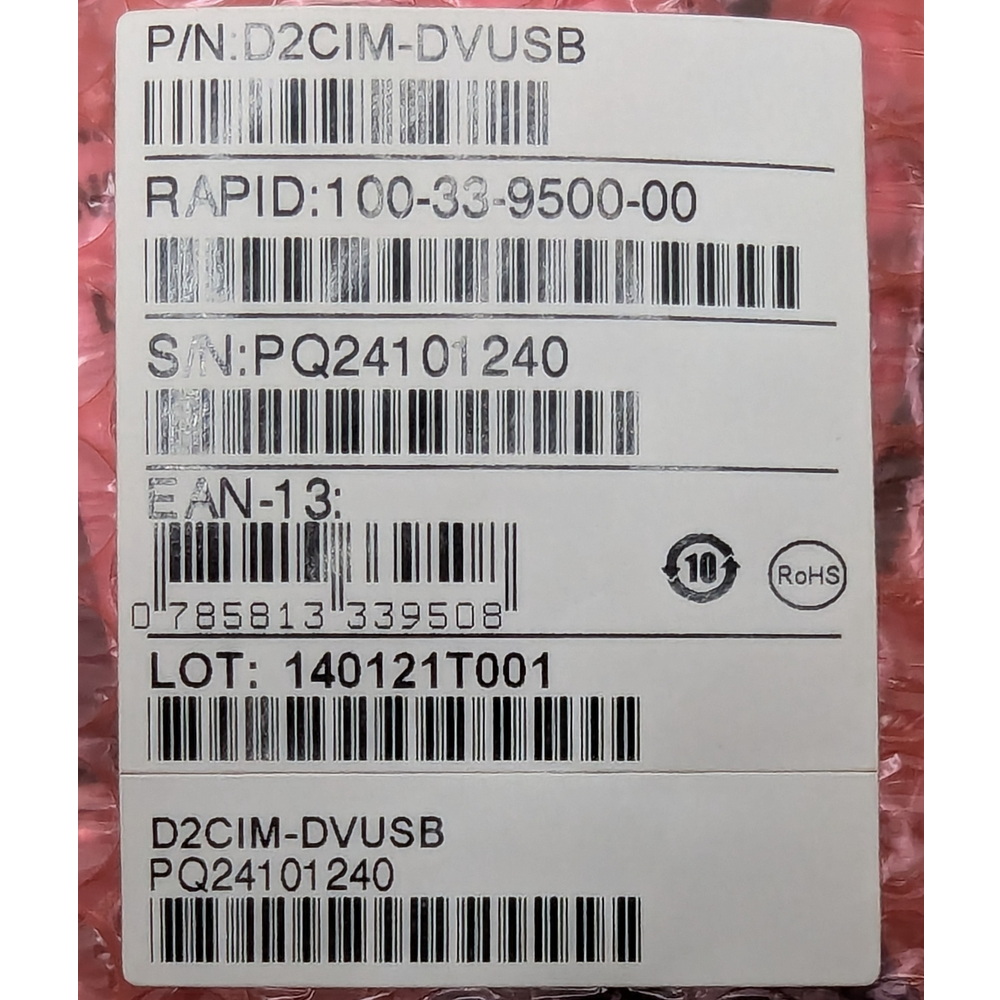 P/N:D2CIM-DVUSB
RAPID:100-33-9500-00
S/N:PQ24101240
EAN-13:
10
RoHS
0 785813 339508
LOT: 140121T001
D2CIM-DVUSB
PQ24101240